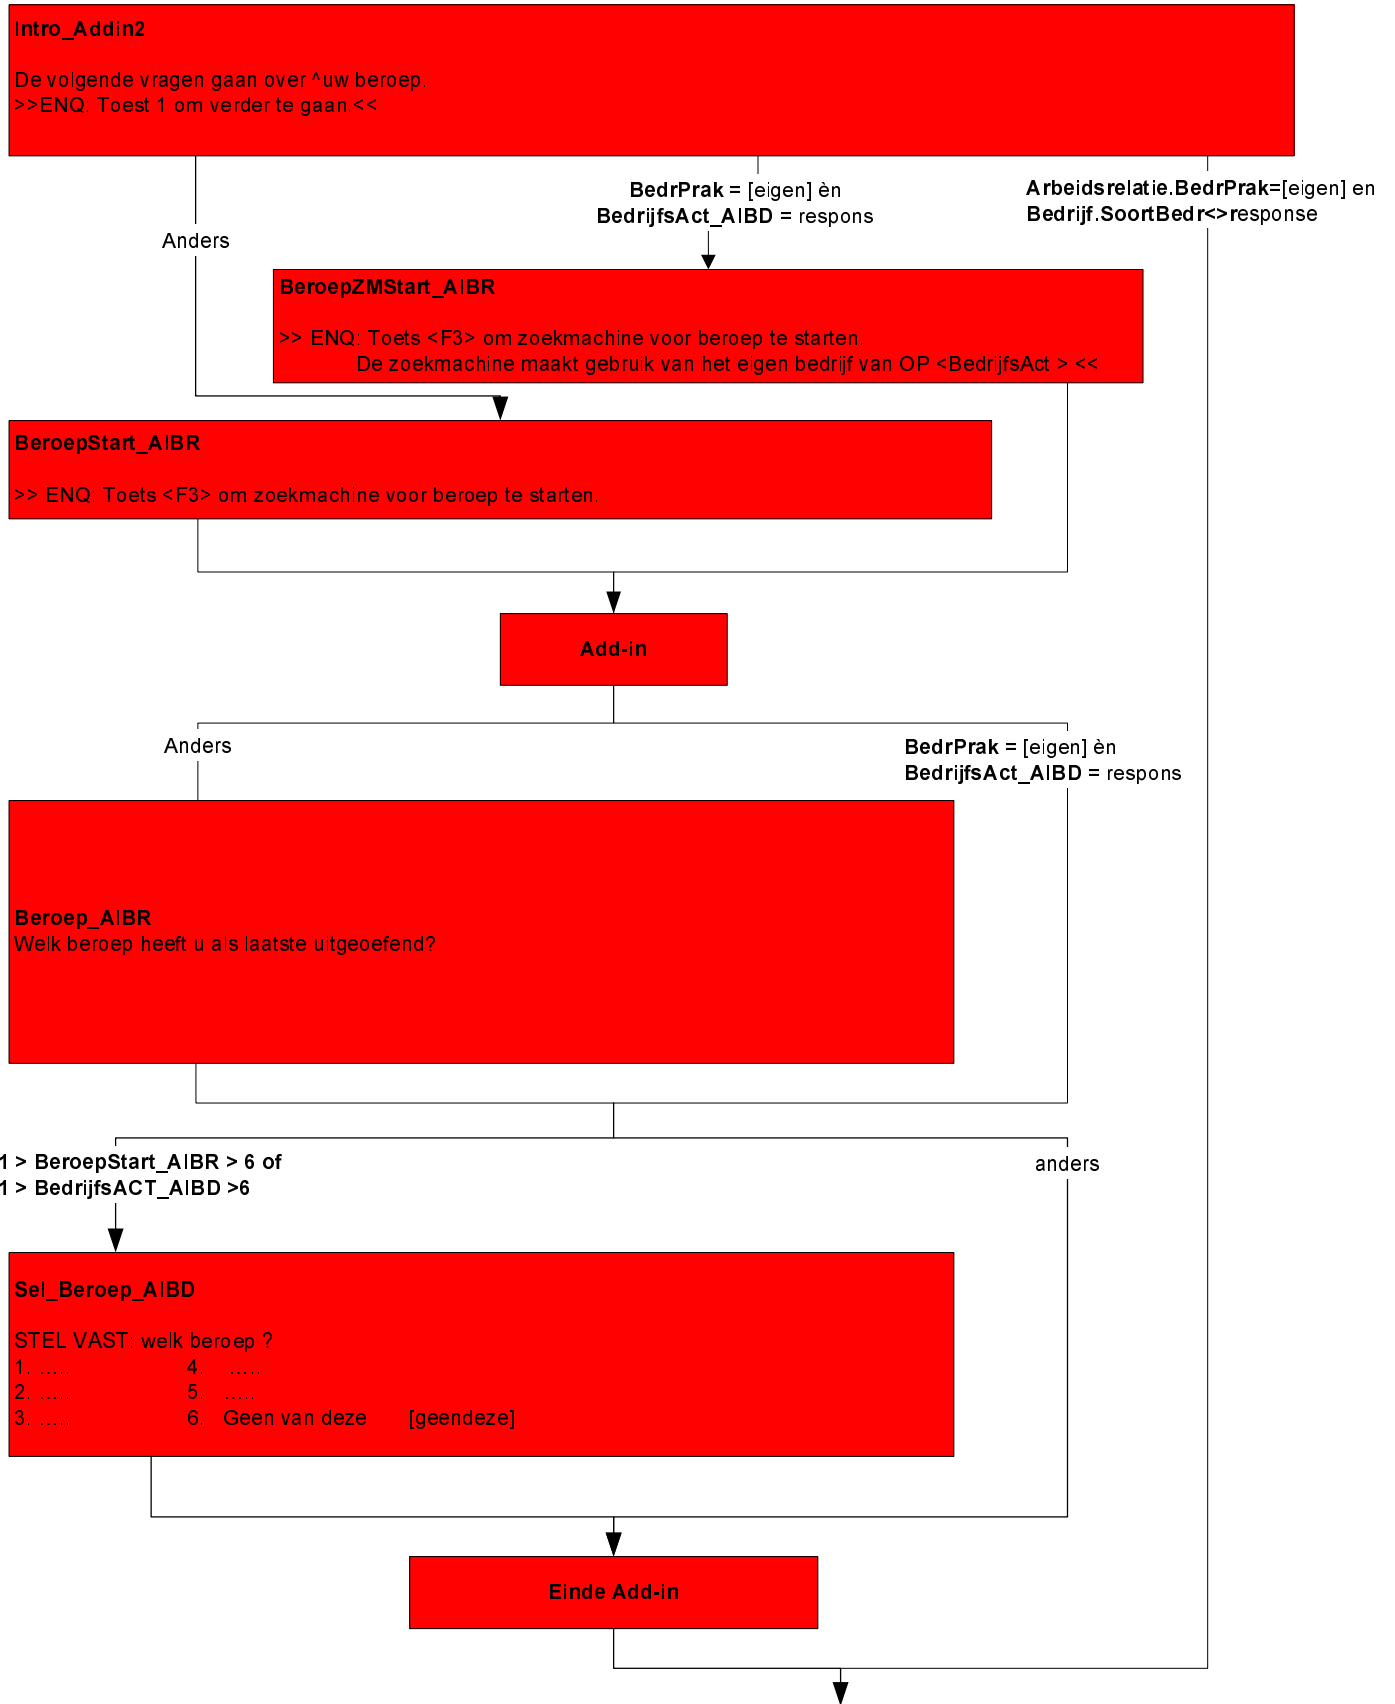 Intro_Addin2
De volgende vragen gaan over ^uw beroep.
>>ENQ: Toest 1 om verder te gaan.<<
BedrPrak = [eigen] èn
BedrijfsAct_AIBD = respons
Arbeidsrelatie.BedrPrak=[eigen] en
Bedrijf.SoortBedr<>response
Anders
BeroepZMStart_AIBR
>> ENQ: Toets <F3> om zoekmachine voor beroep te starten.
De zoekmachine maakt gebruik van het eigen bedrijf van OP <BedrijfsAct > <<
BeroepStart_AIBR
>> ENQ: Toets <F3> om zoekmachine voor beroep te starten.
Add-in
Anders
BedrPrak = [eigen] èn
BedrijfsAct_AIBD = respons
Beroep_AIBR
Welk beroep heeft u als laatste uitgeoefend?
1 > BeroepStart_AIBR > 6 of
1 > BedrijfsACT_AIBD >6
anders
Sel_Beroep_AIBD
STEL VAST: welk beroep ?
1. ..... 4. .....
2. ..... 5. .....
3. ..... 6. Geen van deze [geendeze]
Einde Add-in